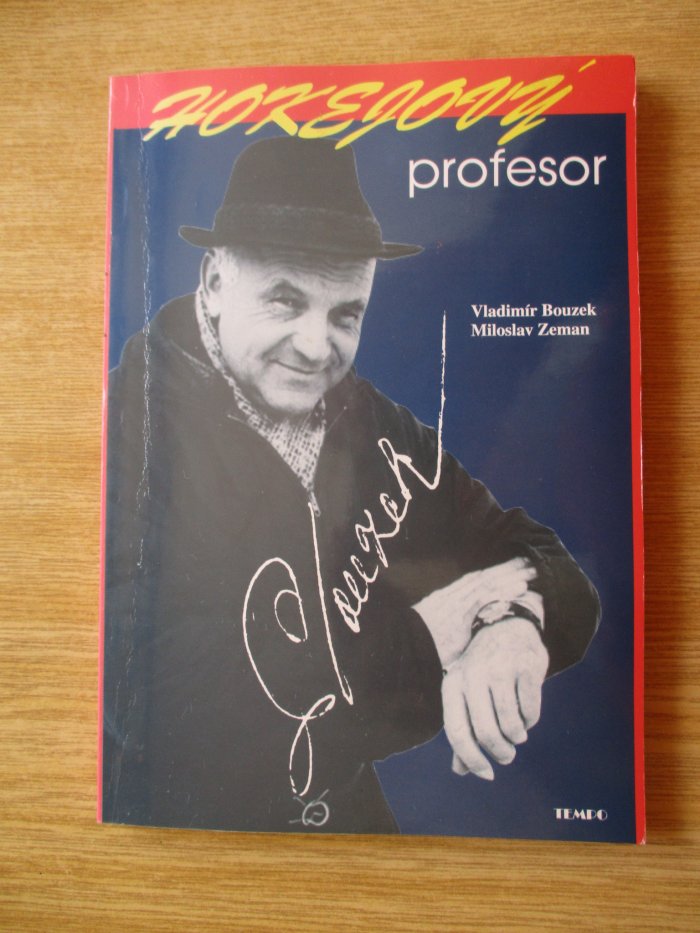 HOKEJOVÝ
profesor
Vladimír Bouzek
Miloslav Zeman
Bouzek
TEMPO